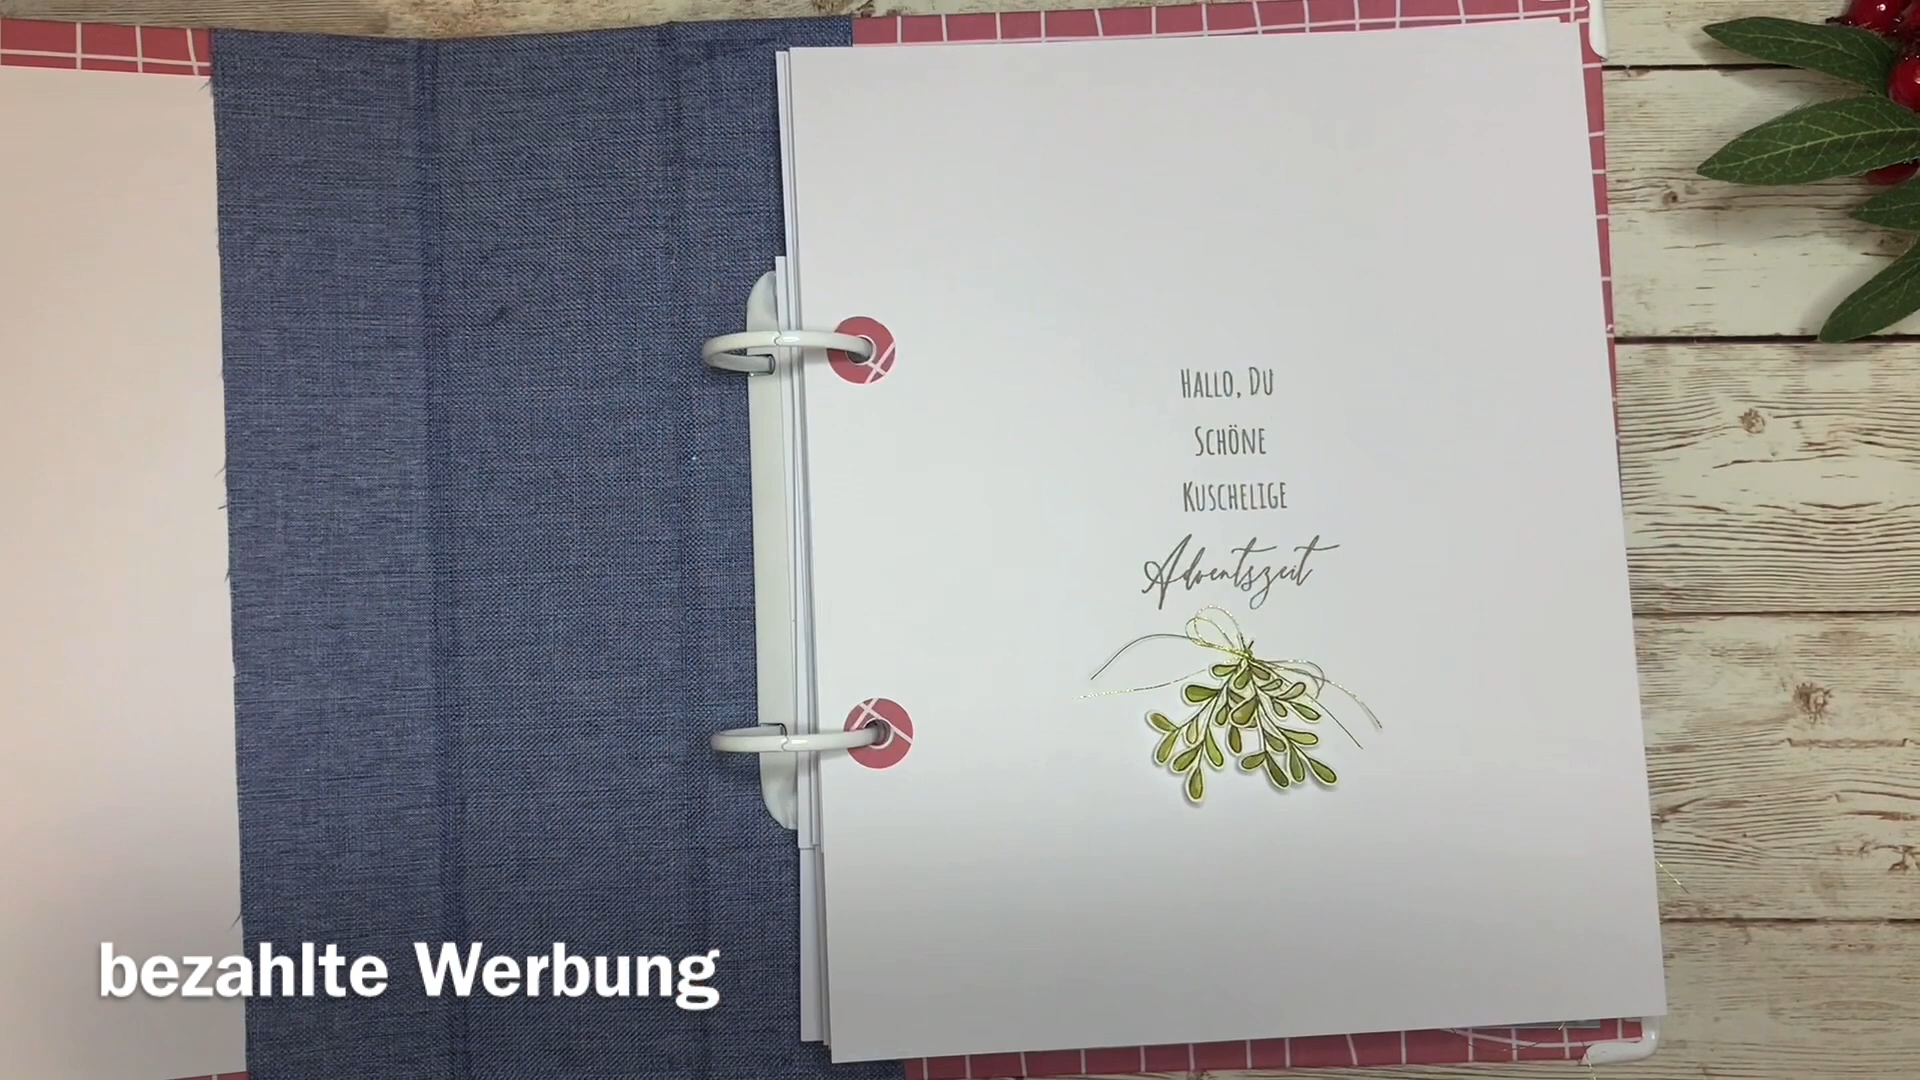 Hallo, Du
Schöne
Kuschelige
Adventszeit
bezahlte Werbung